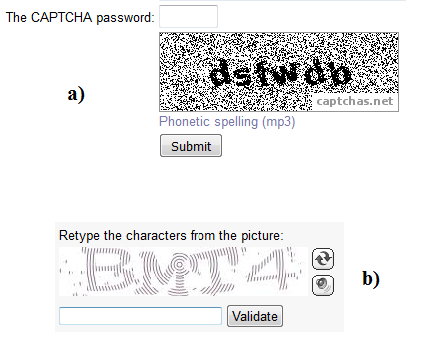 The CAPTCHA password:
dsfwdb
captchas.net
a)
Phonetic spelling (mp3)
Submit
Retype the characters from the picture:
BMT4
b)
Validate